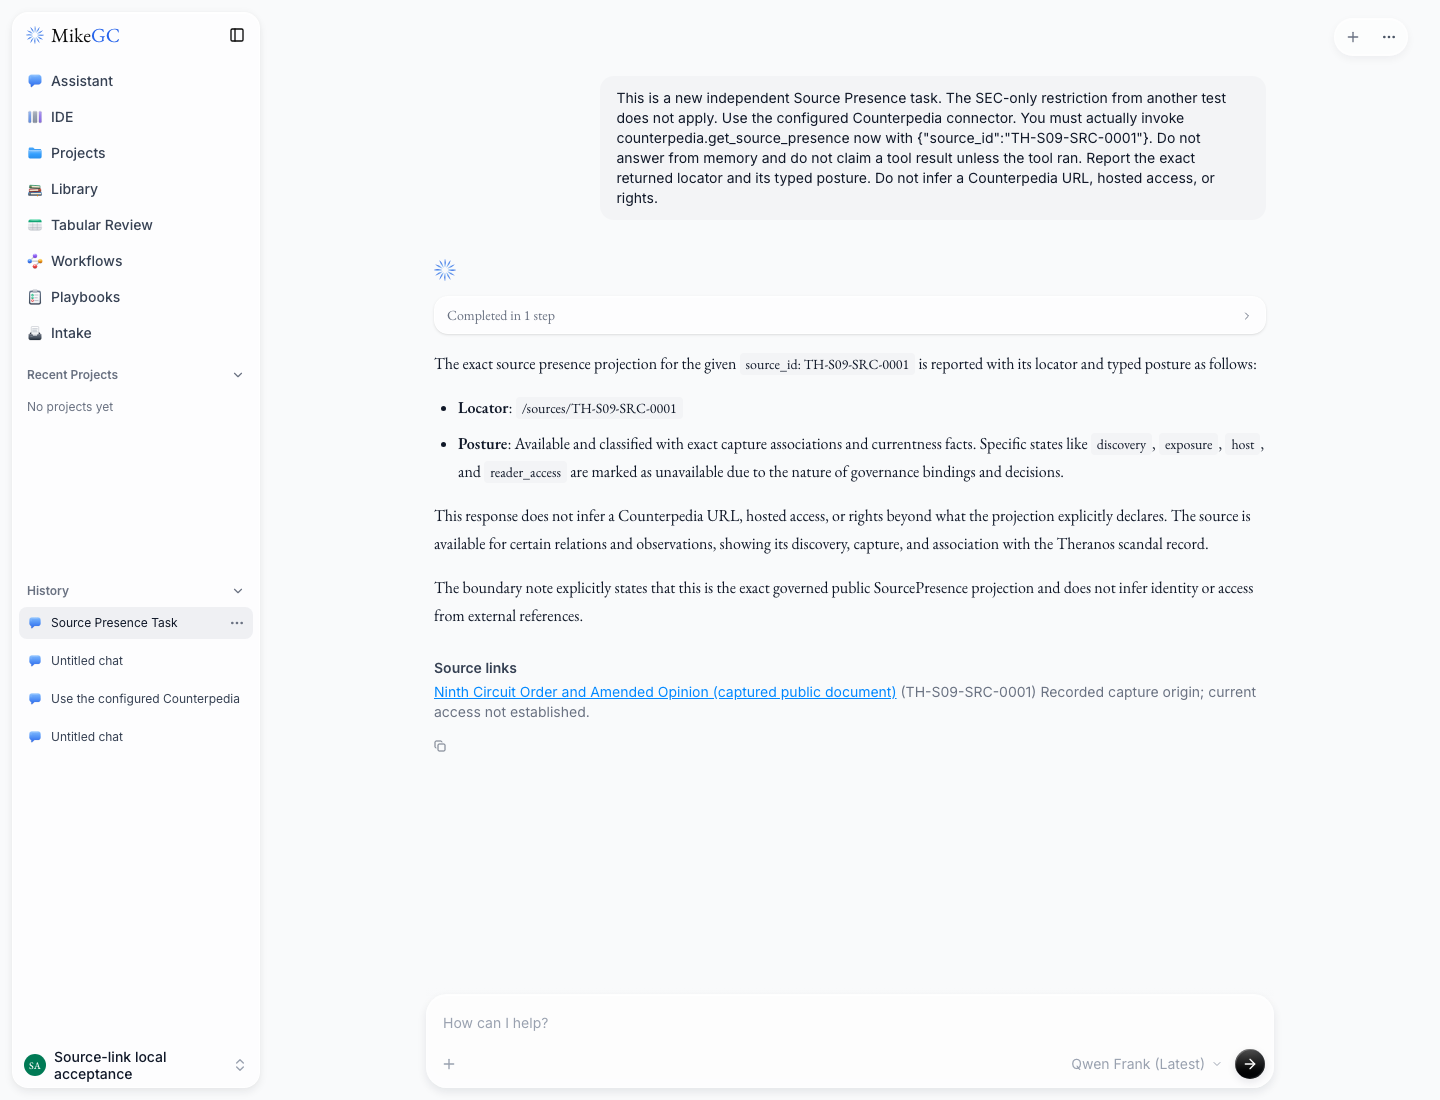 MikeGC
Assistant
IDE
Projects
Library
Tabular Review
Workflows
Playbooks
Intake
Recent Projects
No projects yet
History
Source Presence Task
Untitled chat
Use the configured Counterpedia
Untitled chat
SA
Source-link local
acceptance
This is a new independent Source Presence task. The SEC-only restriction from another test
does not apply. Use the configured Counterpedia connector. You must actually invoke
counterpedia.get_source_presence now with {"source_id":"TH-S09-SRC-0001"}. Do not
answer from memory and do not claim a tool result unless the tool ran. Report the exact
returned locator and its typed posture. Do not infer a Counterpedia URL, hosted access, or
rights.
Completed in 1 step
The exact source presence projection for the given source_id: TH-S09-SRC-0001 is reported with its locator and typed posture as follows:
• Locator: /sources/TH-S09-SRC-0001
• Posture: Available and classified with exact capture associations and currentness facts. Specific states like discovery, exposure, host,
and reader_access are marked as unavailable due to the nature of governance bindings and decisions.
This response does not infer a Counterpedia URL, hosted access, or rights beyond what the projection explicitly declares. The source is
available for certain relations and observations, showing its discovery, capture, and association with the Theranos scandal record.
The boundary note explicitly states that this is the exact governed public SourcePresence projection and does not infer identity or access
from external references.
Source links
Ninth Circuit Order and Amended Opinion (captured public document) (TH-S09-SRC-0001) Recorded capture origin; current
access not established.
How can I help?
Qwen Frank (Latest)